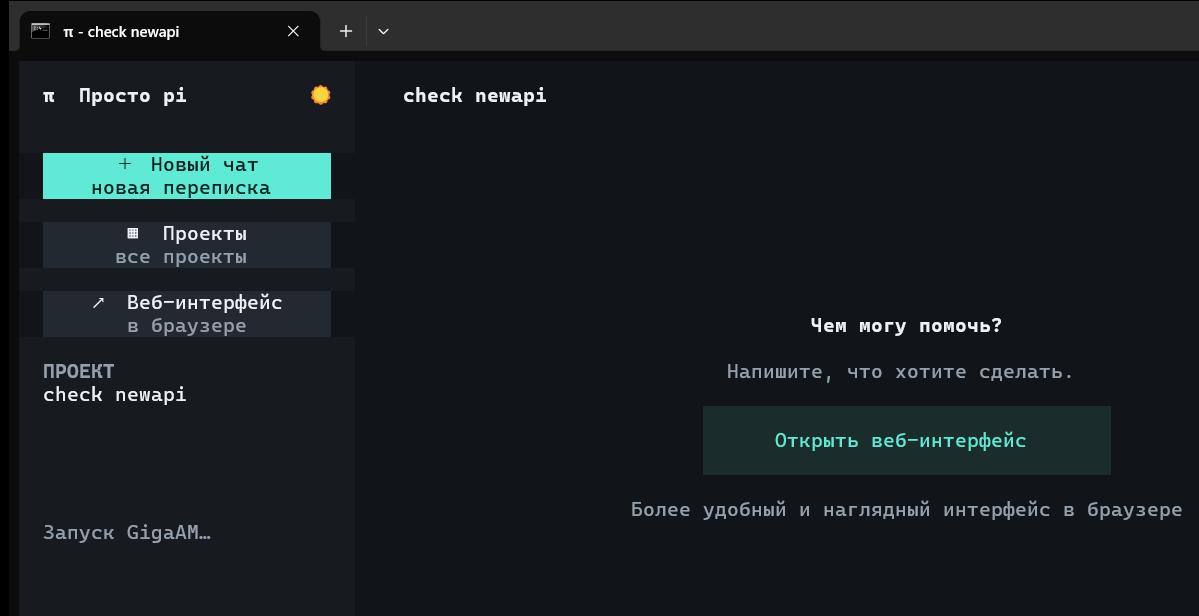 π - check newapi
π Просто pi
check newapi
+ Новый чат
новая переписка
Проекты
все проекты
↗ Веб-интерфейс
в браузере
ПРОЕКТ
check newapi
Чем могу помочь?
Напишите, что хотите сделать.
Открыть веб-интерфейс
Более удобный и наглядный интерфейс в браузере
Запуск GigaAM…